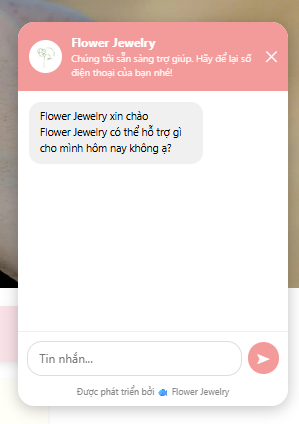 Flower Jewelry
Chúng tôi sẵn sàng trợ giúp. Hãy để lại số
điện thoại của bạn nhé!
Flower Jewelry xin chào
Flower Jewelry có thể hỗ trợ gì
cho mình hôm nay không ạ?
Tin nhắn...
Được phát triển bởi Flower Jewelry